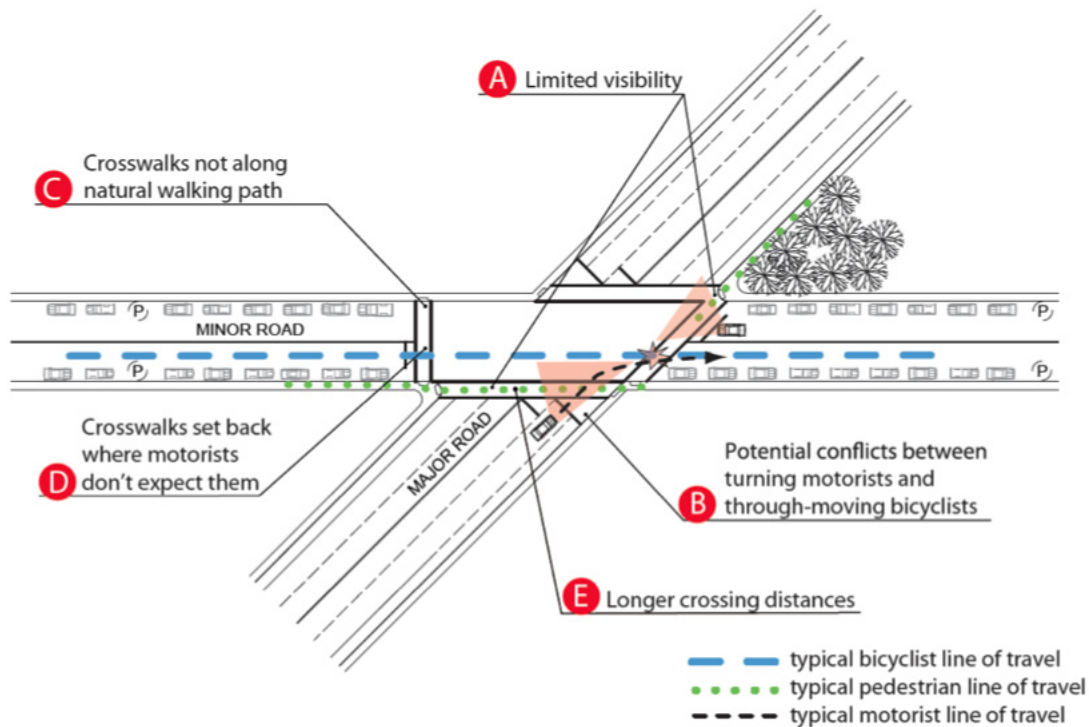 A Limited visibility
C Crosswalks not along
natural walking path
P
P
MINOR ROAD
P
P
MAJOR ROAD
Crosswalks set back
where motorists
D don't expect them
Potential conflicts between
turning motorists and
B through-moving bicyclists
E Longer crossing distances
typical bicyclist line of travel
typical pedestrian line of travel
typical motorist line of travel